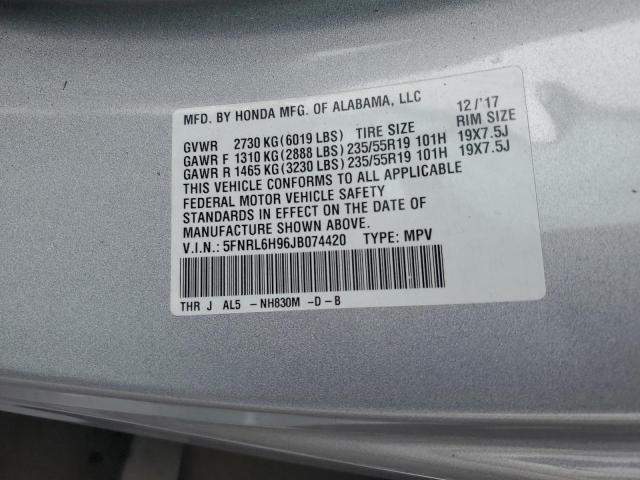 MFD. BY HONDA MFG. OF ALABAMA, LLC 12/'17
GVWR 2730 KG(6019 LBS) TIRE SIZE RIM SIZE
GAWR F 1310 KG(2888 LBS)235/55R19 101H 19X7.5J
GAWR R 1465 KG(3230 LBS)235/55R19 101H 19X7.5J
THIS VEHICLE CONFORMS TO ALL APPLICABLE
FEDERAL MOTOR VEHICLE SAFETY
STANDARDS IN EFFECT ON THE DATE OF
MANUFACTURE SHOWN ABOVE.
V.I.N.: 5FNRL6H96JB074420 TYPE: MPV
THR J AL5 -NH830M -D-B